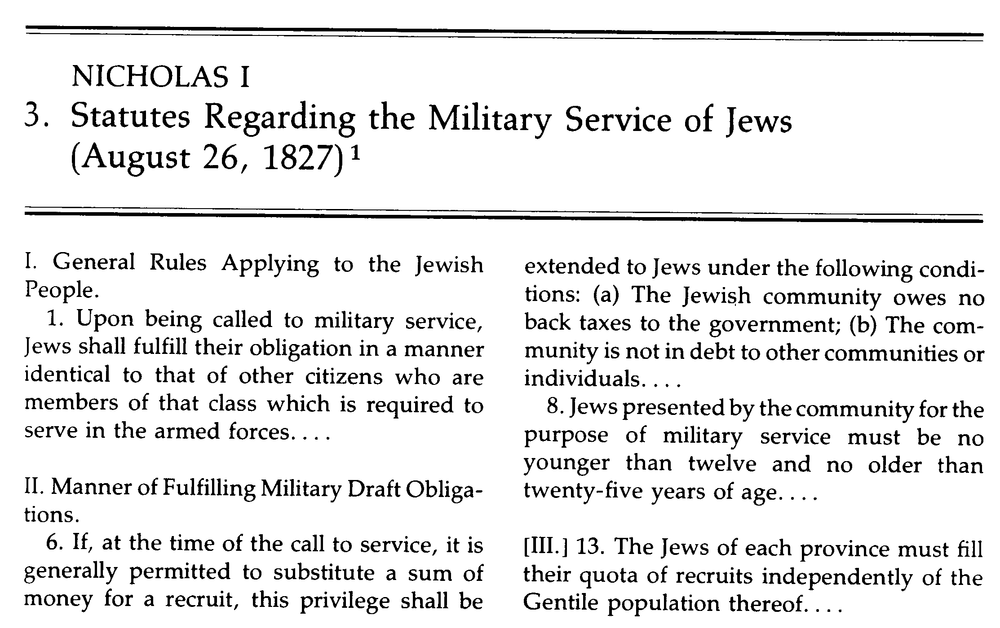 NICHOLAS I
3. Statutes Regarding the Military Service of Jews
(August 26, 1827)¹
I. General Rules Applying to the Jewish
People.
1. Upon being called to military service,
Jews shall fulfill their obligation in a manner
identical to that of other citizens who are
members of that class which is required to
serve in the armed forces. . . .
II. Manner of Fulfilling Military Draft Obliga-
tions.
6. If, at the time of the call to service, it is
generally permitted to substitute a sum of
money for a recruit, this privilege shall be
extended to Jews under the following condi-
tions: (a) The Jewish community owes no
back taxes to the government; (b) The com-
munity is not in debt to other communities or
individuals. . . .
8. Jews presented by the community for the
purpose of military service must be no
younger than twelve and no older than
twenty-five years of age. . . .
[III.] 13. The Jews of each province must fill
their quota of recruits independently of the
Gentile population thereof. . . .